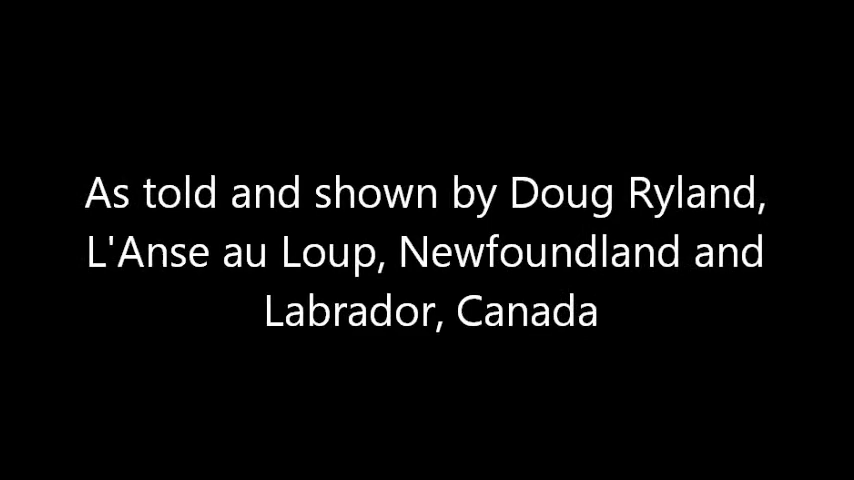 As told and shown by Doug Ryland,
L'Anse au Loup, Newfoundland and
Labrador, Canada